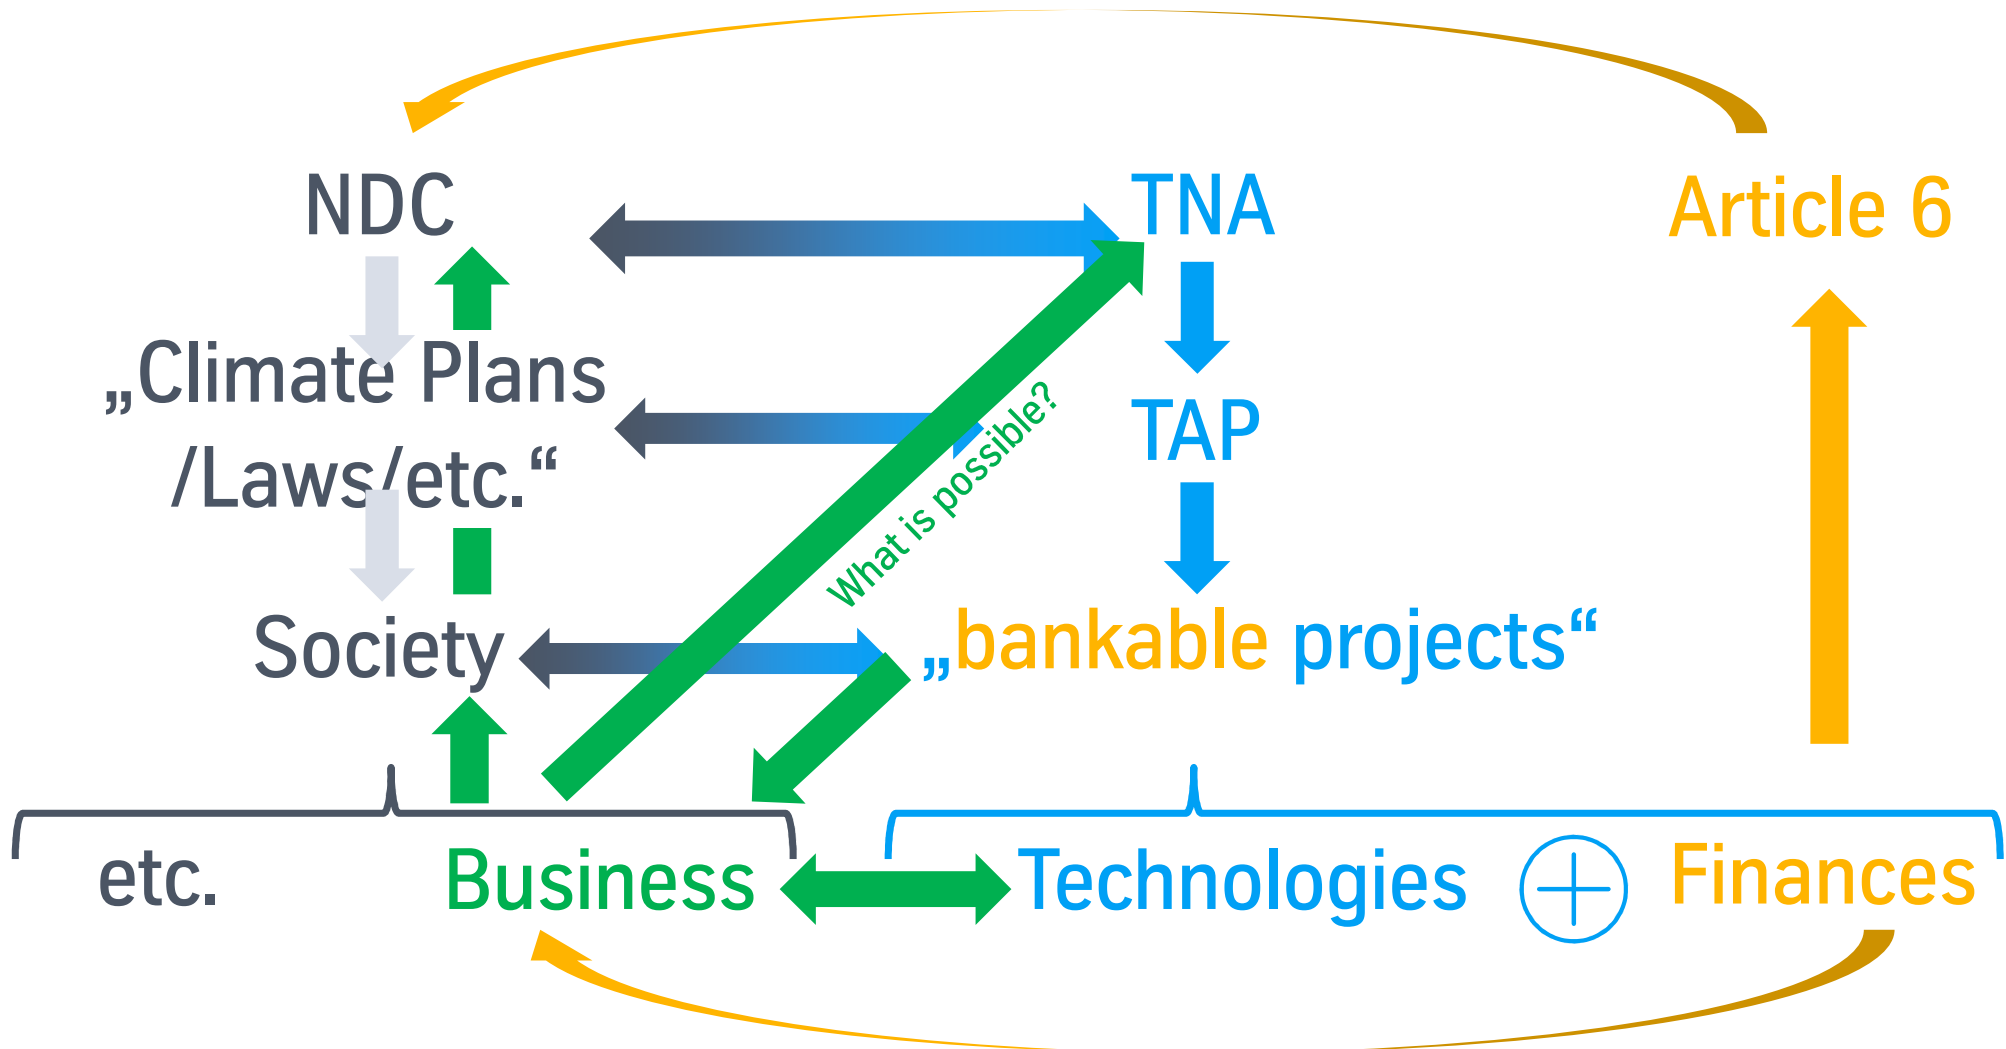 NDC
TNA
Article 6
„Climate Plans
/Laws/etc.“
TAP
What is possible?
Society
„bankable projects“
etc.
Business
Technologies
Finances